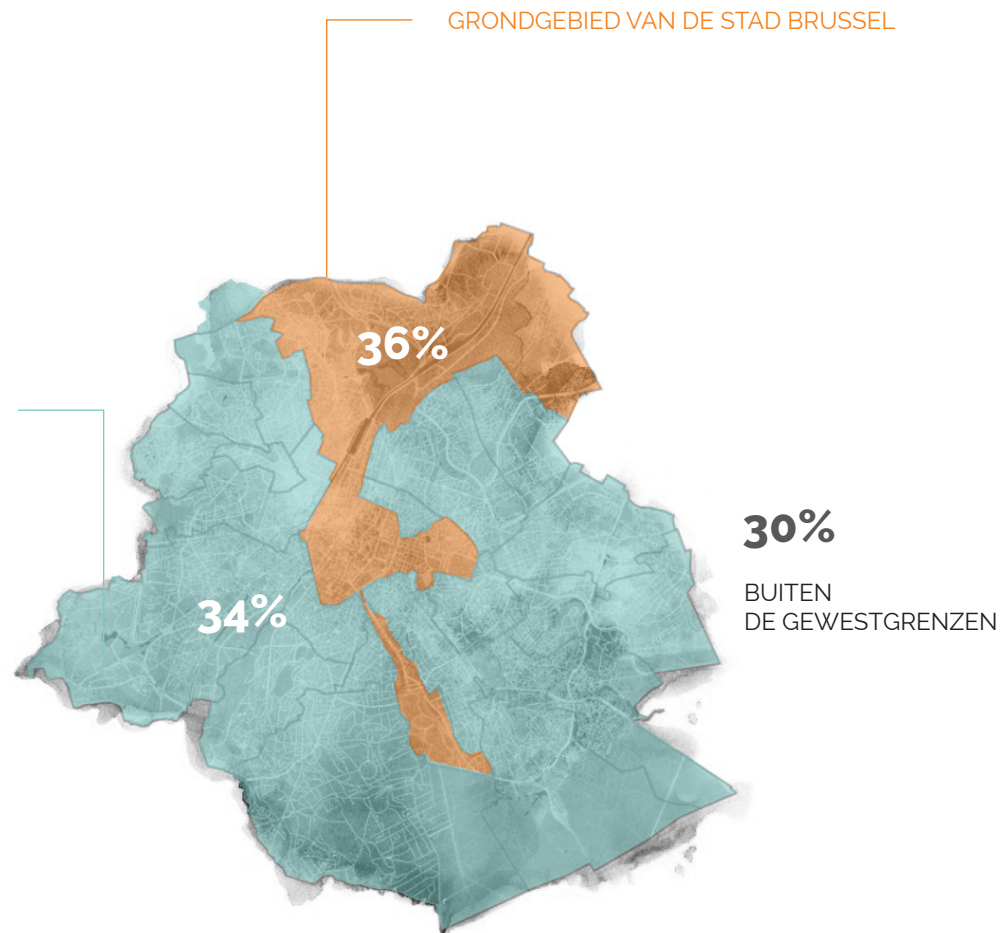 GRONDGEBIED VAN DE STAD BRUSSEL
36%
30%
BUITEN
DE GEWESTGRENZEN
34%